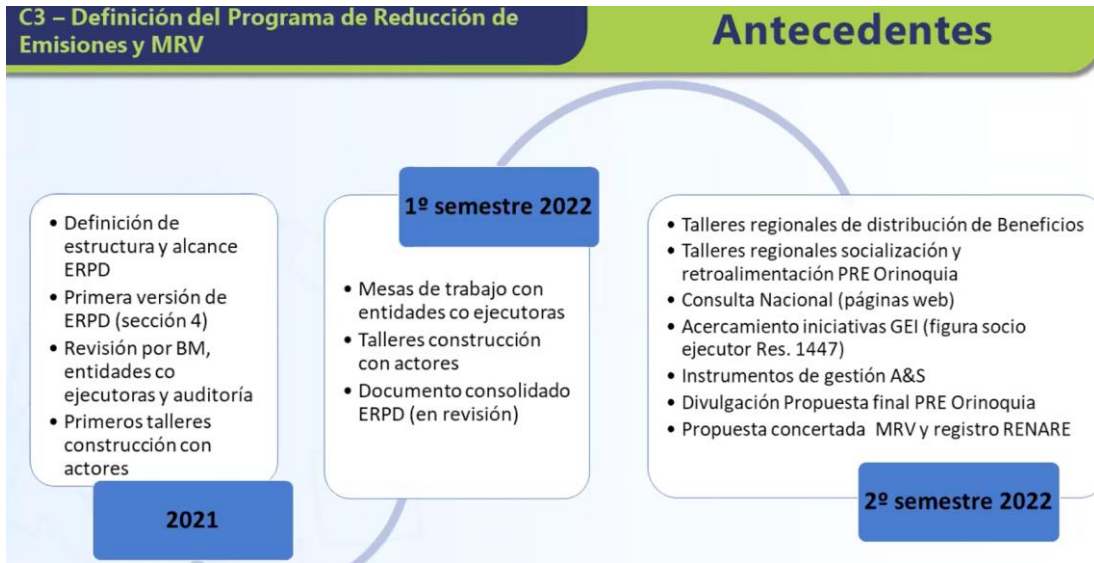 C3 – Definición del Programa de Reducción de
Emisiones y MRV
Antecedentes
• Definición de
estructura y alcance
ERPD
• Primera versión de
ERPD (sección 4)
• Revisión por BM,
entidades co
ejecutoras y auditoría
• Primeros talleres
construcción con
actores
2021
1º semestre 2022
• Mesas de trabajo con
entidades co ejecutoras
• Talleres construcción
con actores
• Documento consolidado
ERPD (en revisión)
• Talleres regionales de distribución de Beneficios
• Talleres regionales socialización y
retroalimentación PRE Orinoquia
• Consulta Nacional (páginas web)
• Acercamiento iniciativas GEI (figura socio
ejecutor Res. 1447)
• Instrumentos de gestión A&S
• Divulgación Propuesta final PRE Orinoquia
• Propuesta concertada MRV y registro RENARE
2º semestre 2022